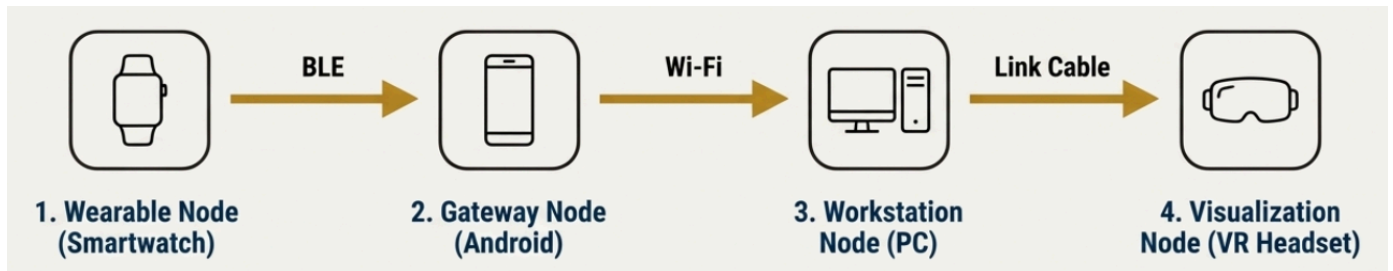 BLE
Wi-Fi
Link Cable
1. Wearable Node
(Smartwatch)
2. Gateway Node
(Android)
3. Workstation
Node (PC)
4. Visualization
Node (VR Headset)